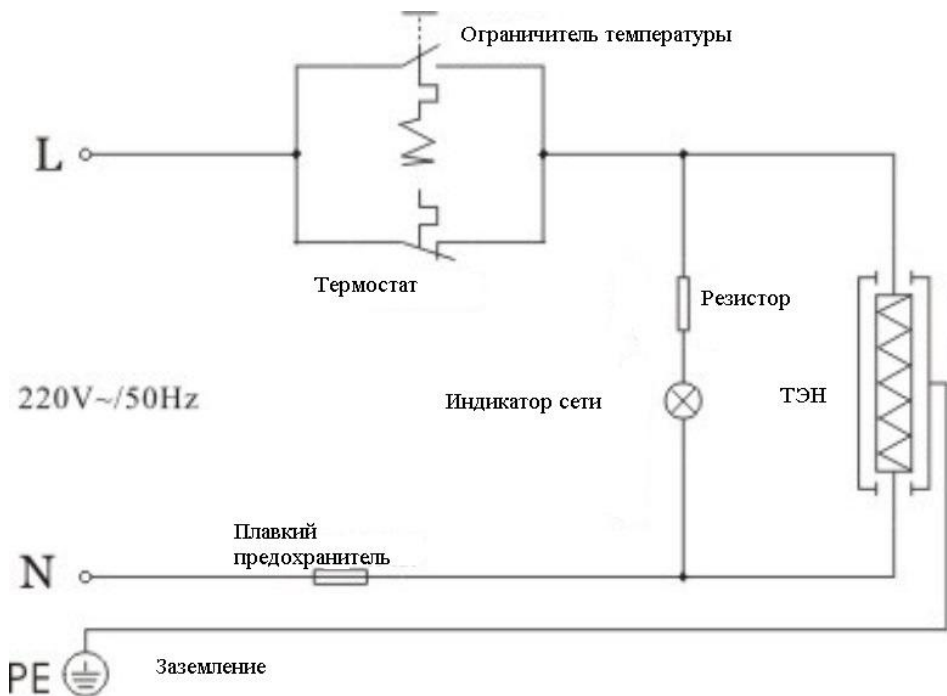 Ограничитель температуры
L
Термостат
Резистор
220V~/50Hz
Индикатор сети
ТЭН
Плавкий
предохранитель
N
PE
Заземление